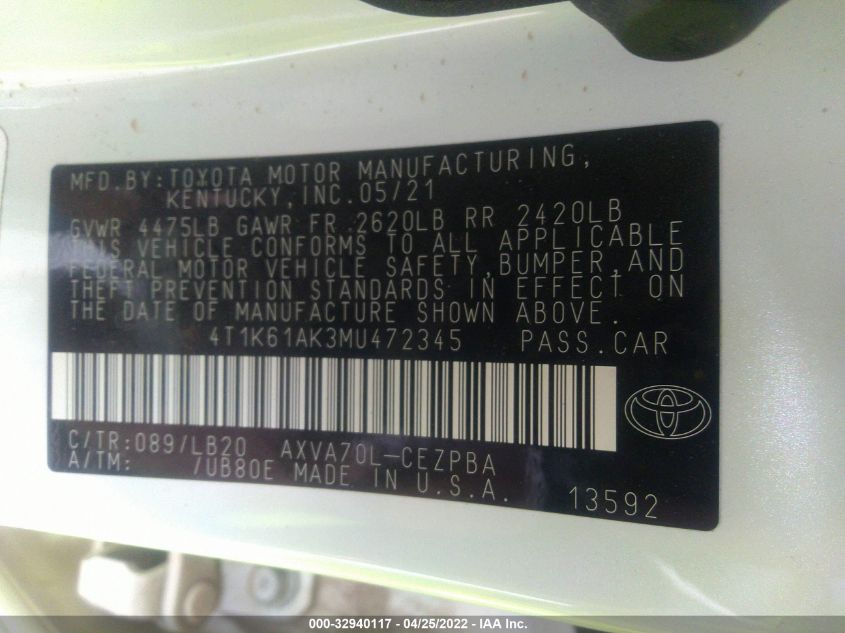 MFD.BY:TOYOTA MOTOR MANUFACTURING,
KENTUCKY,INC.05/21
GVWR 4475LB GAWR FR 2620LB RR 2420LB
THIS VEHICLE CONFORMS TO ALL APPLICABLE
FEDERAL MOTOR VEHICLE SAFETY,BUMPER,AND
THEFT PREVENTION STANDARDS IN EFFECT ON
THE DATE OF MANUFACTURE SHOWN ABOVE.
4T1K61AK3MU472345 PASS.CAR
C/TR:089/LB20 AXVA70L-CEZPBA
A/TM: /UB80E MADE IN U.S.A.
13592
000-32940117 - 04/25/2022 - IAA Inc.